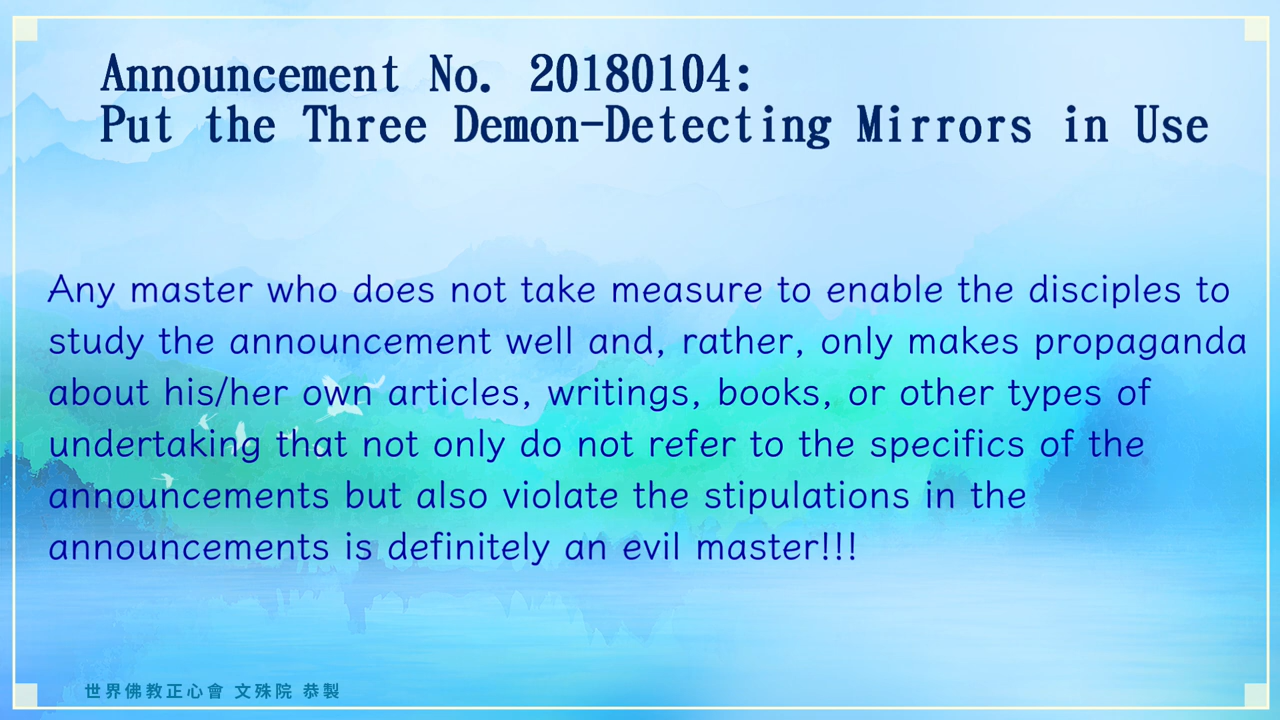 Announcement No. 20180104:
Put the Three Demon-Detecting Mirrors in Use
Any master who does not take measure to enable the disciples to
study the announcement well and, rather, only makes propaganda
about his/her own articles, writings, books, or other types of
undertaking that not only do not refer to the specifics of the
announcements but also violate the stipulations in the
announcements is definitely an evil master!!!
世界佛教正心會 文殊院 恭製